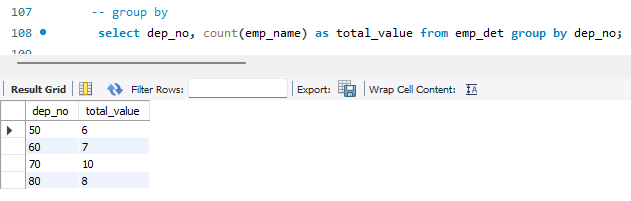 107 -- group by
108 select dep_no, count(emp_name) as total_value from emp_det group by dep_no;
Result Grid Filter Rows: Export: Wrap Cell Content: IA
dep_no total_value
50 6
60 7
70 10
80 8